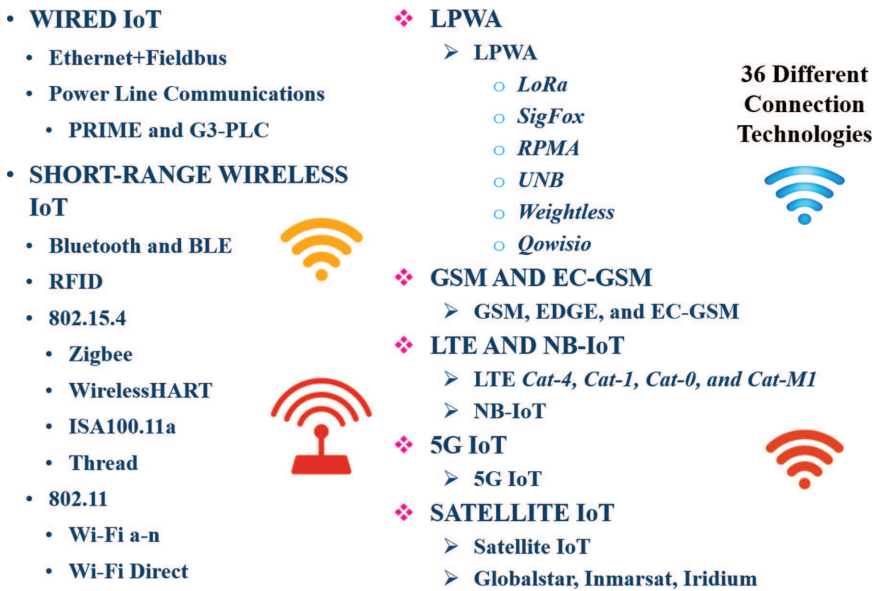 WIRED IoT
Ethernet+Fieldbus
Power Line Communications
PRIME and G3-PLC
SHORT-RANGE WIRELESS
IoT
Bluetooth and BLE
RFID
802.15.4
Zigbee
WirelessHART
ISA100.11a
Thread
802.11
Wi-Fi a-n
Wi-Fi Direct
LPWA
LPWA
LoRa
SigFox
RPMA
UNB
Weightless
Qowisio
GSM AND EC-GSM
GSM, EDGE, and EC-GSM
LTE AND NB-IoT
LTE Cat-4, Cat-1, Cat-0, and Cat-M1
NB-IoT
5G IoT
5G IoT
SATELLITE IoT
Satellite IoT
Globalstar, Inmarsat, Iridium
36 Different
Connection
Technologies